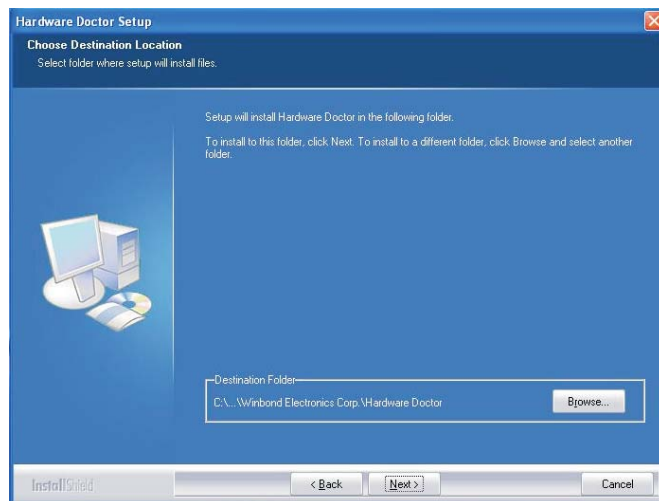 Hardware Doctor Setup
Choose Destination Location
Select folder where setup will install files.
Setup will install Hardware Doctor in the following folder.
To install to this folder, click Next. To install to a different folder, click Browse and select another
folder.
Destination Folder
C:\...\Winbond Electronics Corp.\Hardware Doctor
Browse...
InstallShield
< Back
Next >
Cancel